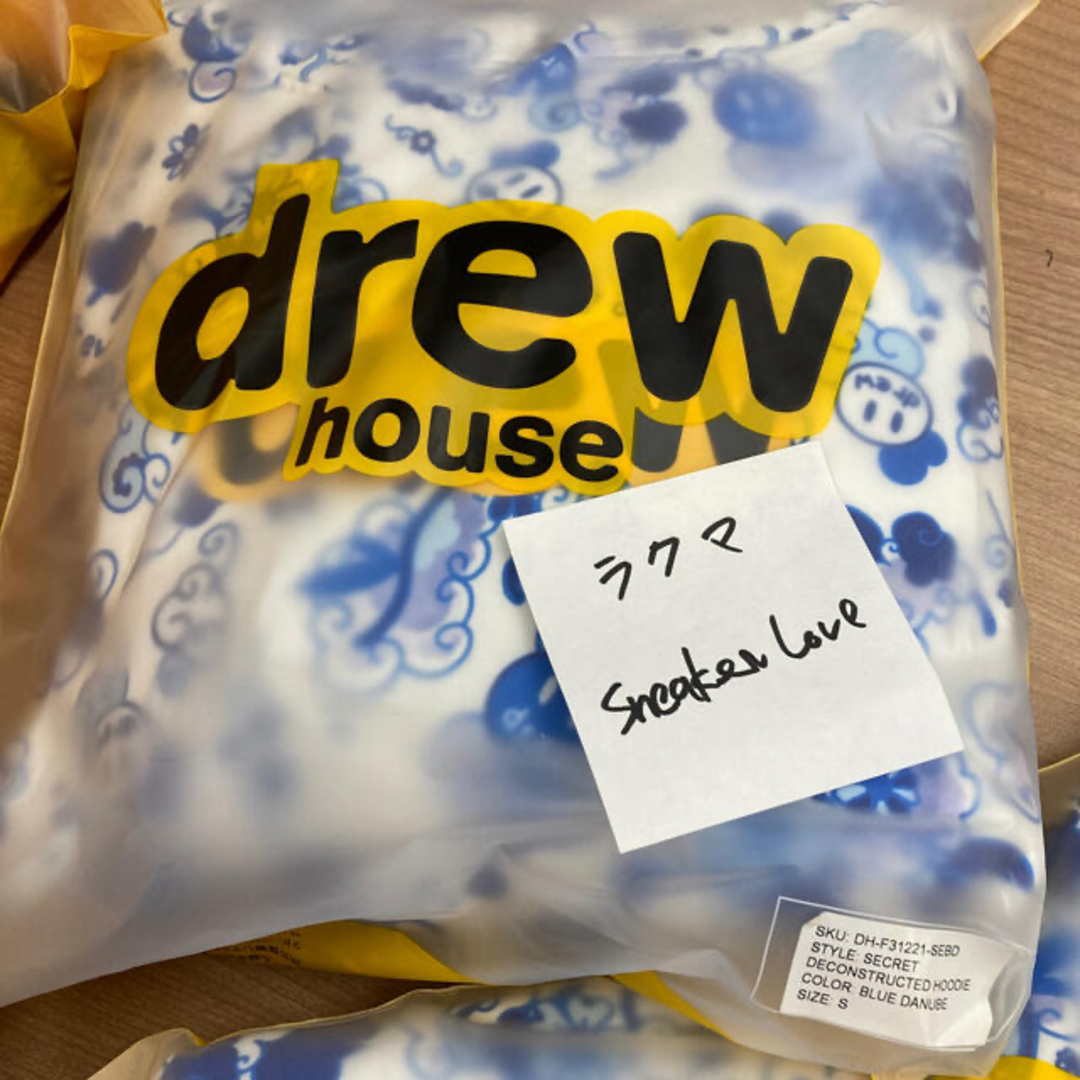 drew
house
ラクマ
Sneaker Love
SKU: DH-F31221-SEBD
STYLE: SECRET
DECONSTRUCTED HOODIE
COLOR: BLUE DANUBE
SIZE: S